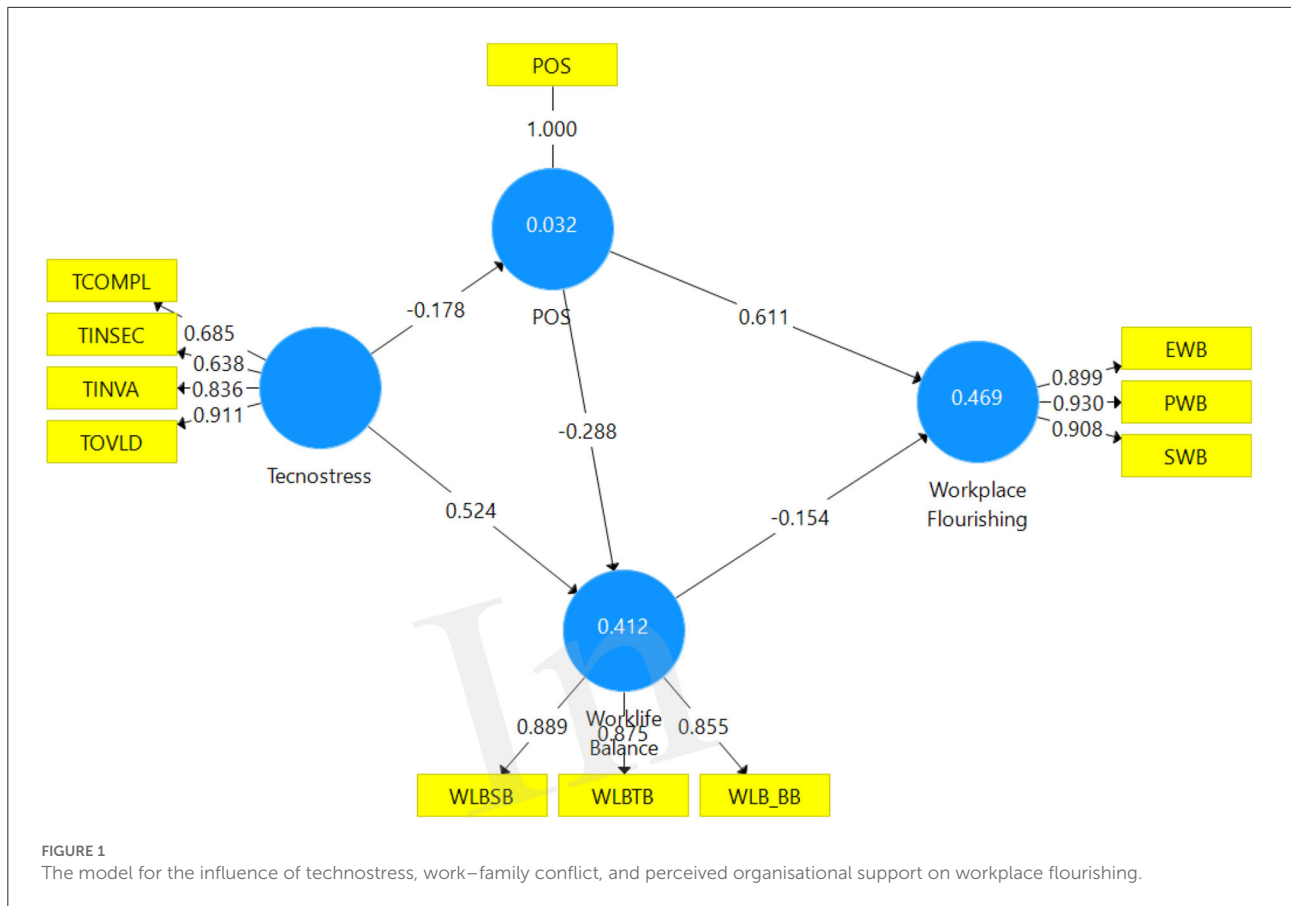 POS
1.000
0.032
POS
TCOMPL
TINSEC
TINVA
TOVLD
0.685
0.638
0.836
0.911
Tecnostress
-0.178
0.611
-0.288
0.524
-0.154
0.469
Workplace
Flourishing
0.899
0.930
0.908
EWB
PWB
SWB
0.412
Worklife
Balance
0.889
0.875
0.855
WLBSB
WLBTB
WLB_BB
In
FIGURE 1
The model for the influence of technostress, work–family conflict, and perceived organisational support on workplace flourishing.